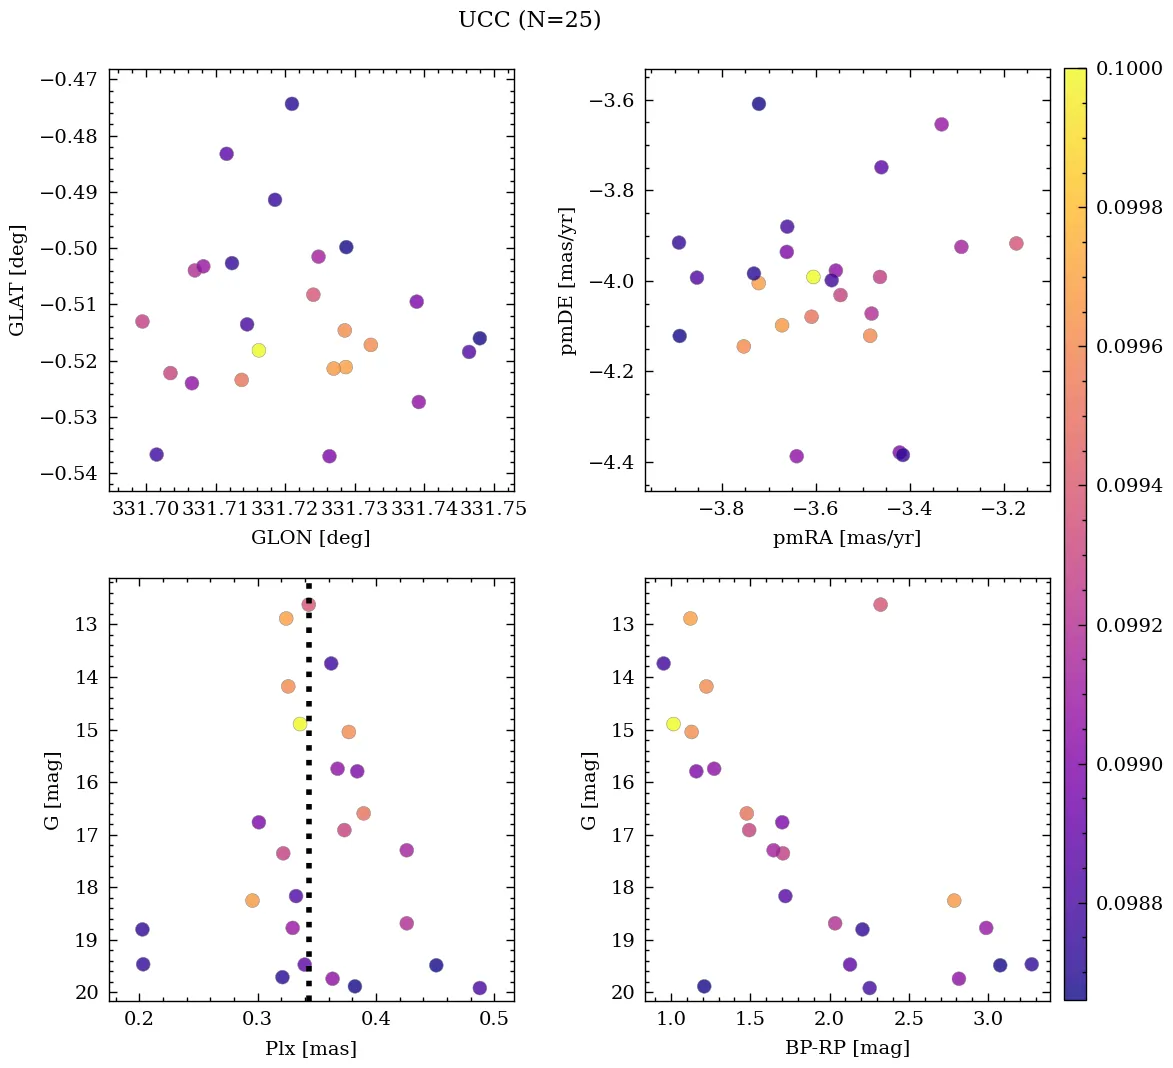 UCC (N=25)
−0.47
−0.48
−0.49
−0.50
−0.51
−0.52
−0.53
−0.54
GLAT [deg]
331.70 331.71 331.72 331.73 331.74 331.75
GLON [deg]
−3.6
−3.8
−4.0
−4.2
−4.4
pmDE [mas/yr]
−3.8 −3.6 −3.4 −3.2
pmRA [mas/yr]
13
14
15
16
17
18
19
20
G [mag]
0.2 0.3 0.4 0.5
Plx [mas]
13
14
15
16
17
18
19
20
G [mag]
1.0 1.5 2.0 2.5 3.0
BP-RP [mag]
0.1000
0.0998
0.0996
0.0994
0.0992
0.0990
0.0988